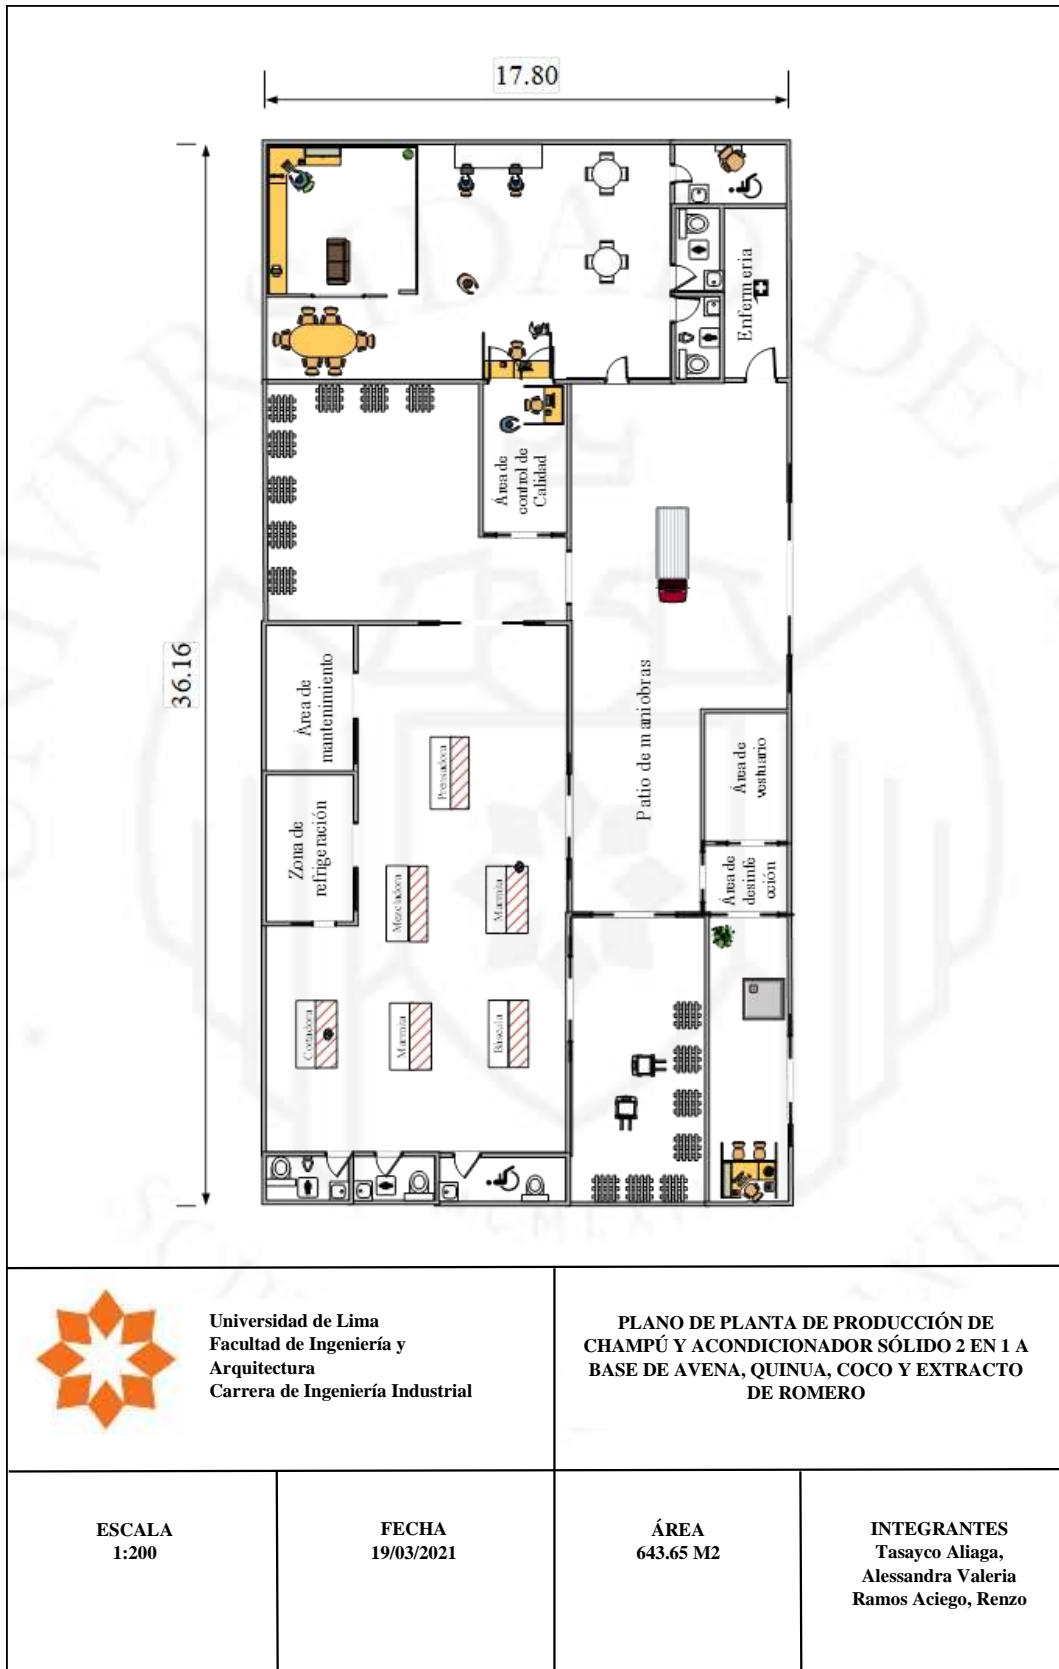 17.80
36.16
Enfermería
Área de
control de
Calidad
Área de
mantenimiento
Patio de maniobras
Prensadora
Zona de
refrigeración
Área de
vestuario
Mezcladora
Marmita
Área de
desinfe
cción
Cortadora
Marmita
Báscula
Universidad de Lima
Facultad de Ingeniería y
Arquitectura
Carrera de Ingeniería Industrial
PLANO DE PLANTA DE PRODUCCIÓN DE
CHAMPÚ Y ACONDICIONADOR SÓLIDO 2 EN 1 A
BASE DE AVENA, QUINUA, COCO Y EXTRACTO
DE ROMERO
ESCALA
1:200
FECHA
19/03/2021
ÁREA
643.65 M2
INTEGRANTES
Tasayco Aliaga,
Alessandra Valeria
Ramos Aciego, Renzo